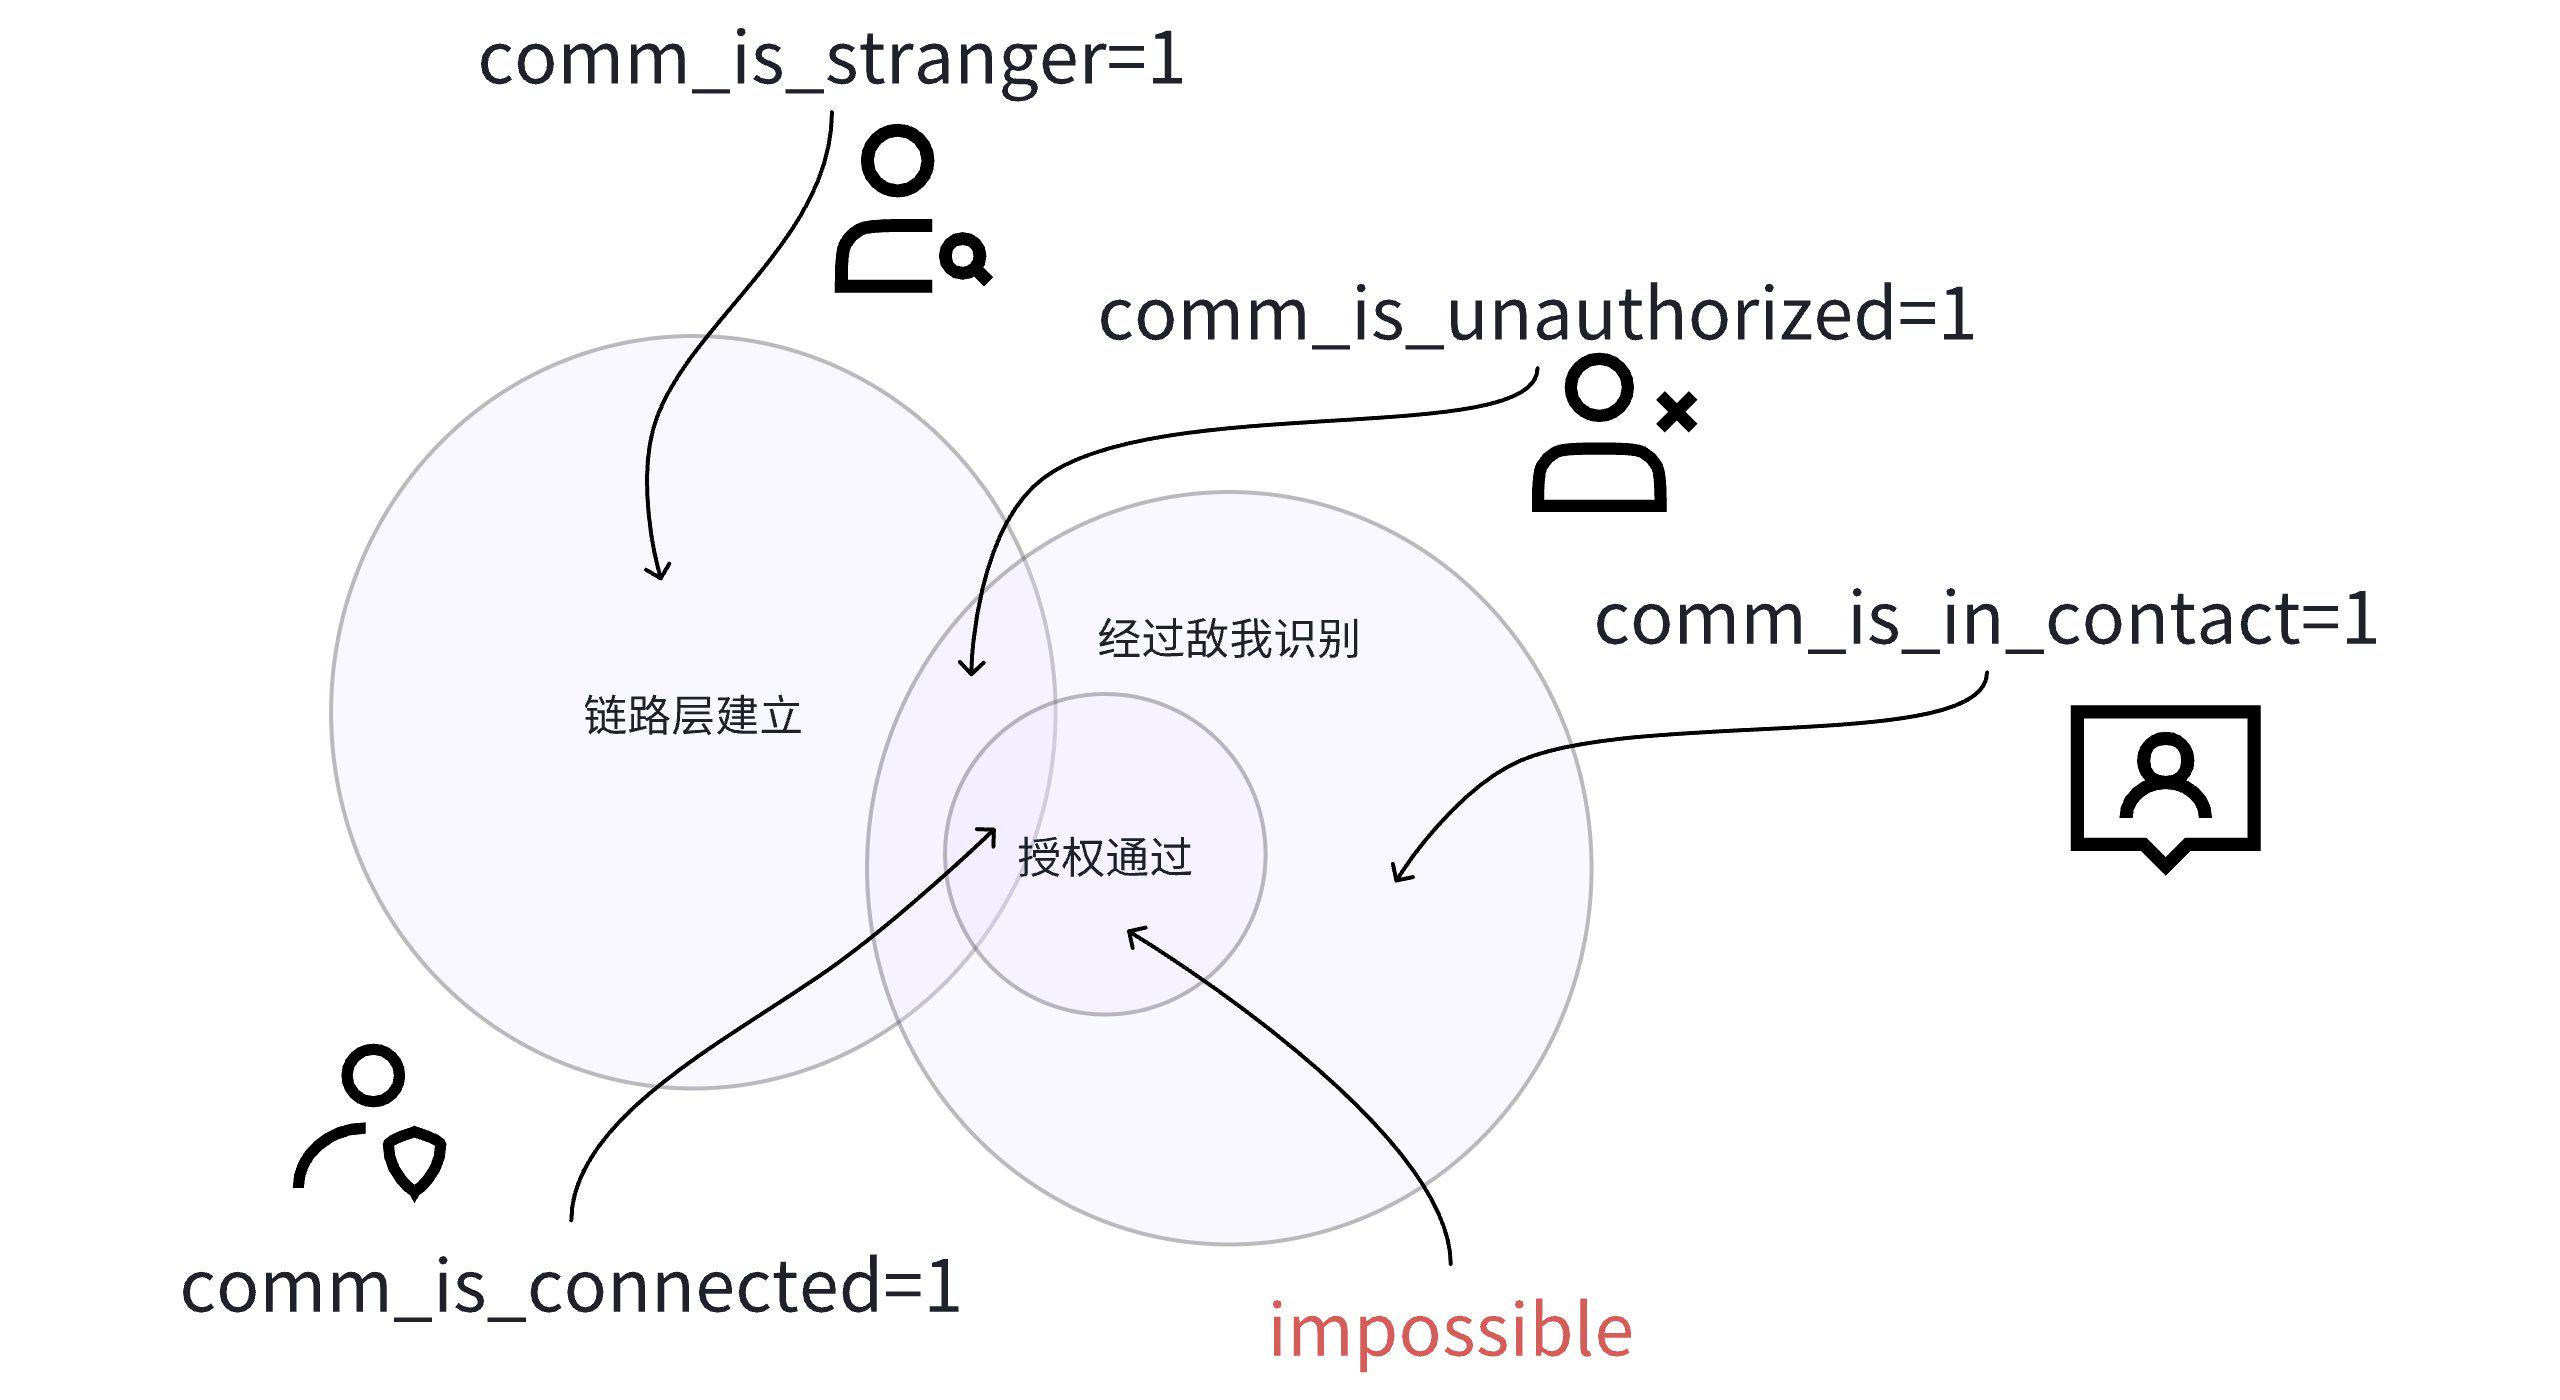 comm_is_stranger=1
comm_is_unauthorized=1
comm_is_in_contact=1
经过敌我识别
链路层建立
授权通过
comm_is_connected=1
impossible